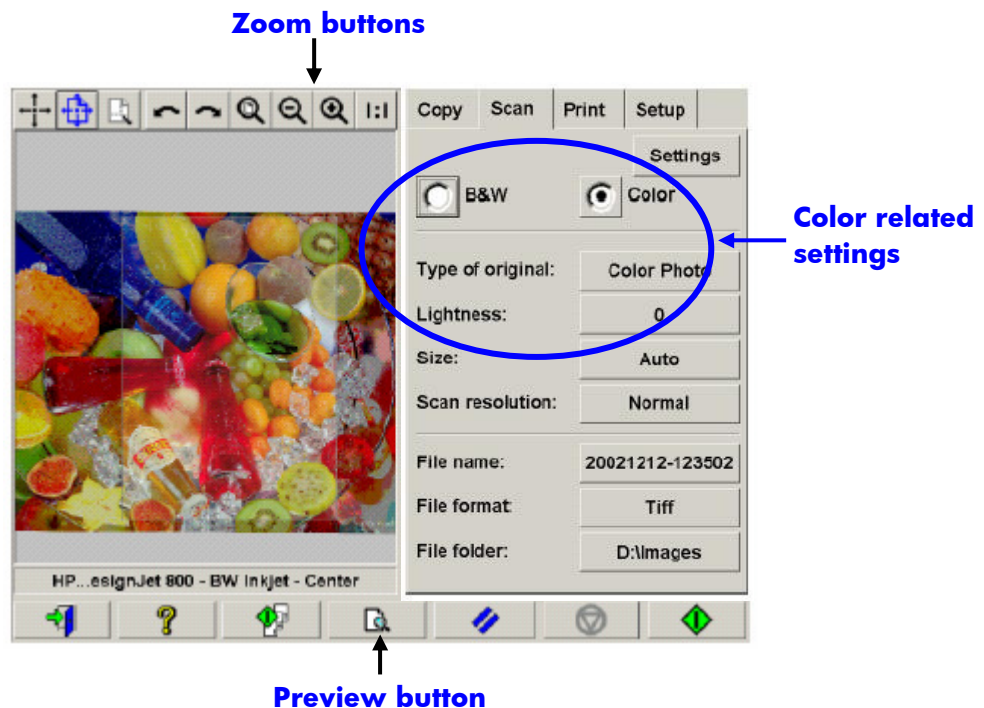 Zoom buttons
1:1
Copy Scan Print Setup
Settings
B&W Color
Color related
settings
Type of original: Color Photo
Lightness: 0
Size: Auto
Scan resolution: Normal
File name: 20021212-123502
File format: Tiff
File folder: D:\Images
HP...esignJet 800 - BW Inkjet - Center
Preview button